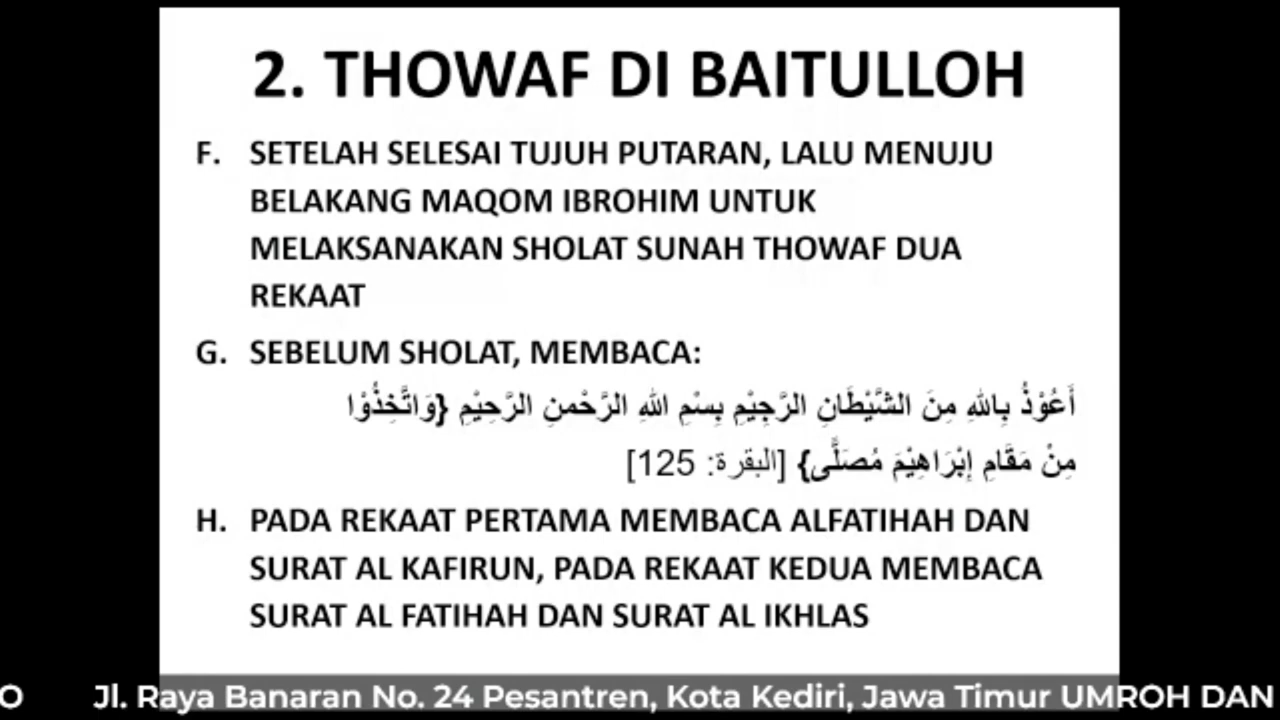 2. THOWAF DI BAITULLOH
F. SETELAH SELESAI TUJUH PUTARAN, LALU MENUJU
BELAKANG MAQOM IBROHIM UNTUK
MELAKSANAKAN SHOLAT SUNAH THOWAF DUA
REKAAT
G. SEBELUM SHOLAT, MEMBACA:
أَعُوْذُ بِاللهِ مِنَ الشَّيْطَانِ الرَّجِيْمِ بِسْمِ اللهِ الرَّحْمنِ الرَّحِيْمِ {وَاتَّخِذُوْا
مِنْ مَقَامِ إِبْرَاهِيْمَ مُصَلًّى} [البقرة: 125]
H. PADA REKAAT PERTAMA MEMBACA ALFATIHAH DAN
SURAT AL KAFIRUN, PADA REKAAT KEDUA MEMBACA
SURAT AL FATIHAH DAN SURAT AL IKHLAS
O Jl. Raya Banaran No. 24 Pesantren, Kota Kediri, Jawa Timur UMROH DAN